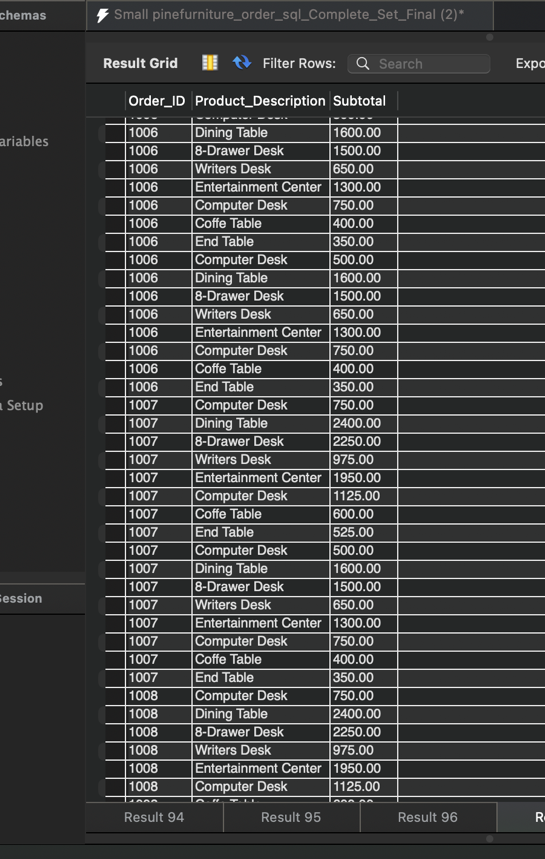 chemas
Small pinefurniture_order_sql_Complete_Set_Final (2)*
Result Grid Filter Rows: Search Expo
Order_ID Product_Description Subtotal
1006 Dining Table 1600.00
1006 8-Drawer Desk 1500.00
1006 Writers Desk 650.00
1006 Entertainment Center 1300.00
ariables
1006 Computer Desk 750.00
1006 Coffe Table 400.00
1006 End Table 350.00
1006 Computer Desk 500.00
1006 Dining Table 1600.00
1006 8-Drawer Desk 1500.00
1006 Writers Desk 650.00
1006 Entertainment Center 1300.00
1006 Computer Desk 750.00
1006 Coffe Table 400.00
1006 End Table 350.00
s
a Setup
1007 Computer Desk 750.00
1007 Dining Table 2400.00
1007 8-Drawer Desk 2250.00
1007 Writers Desk 975.00
1007 Entertainment Center 1950.00
1007 Computer Desk 1125.00
1007 Coffe Table 600.00
1007 End Table 525.00
1007 Computer Desk 500.00
1007 Dining Table 1600.00
1007 8-Drawer Desk 1500.00
1007 Writers Desk 650.00
Session
1007 Entertainment Center 1300.00
1007 Computer Desk 750.00
1007 Coffe Table 400.00
1007 End Table 350.00
1008 Computer Desk 750.00
1008 Dining Table 2400.00
1008 8-Drawer Desk 2250.00
1008 Writers Desk 975.00
1008 Entertainment Center 1950.00
1008 Computer Desk 1125.00
Result 94 Result 95 Result 96 R